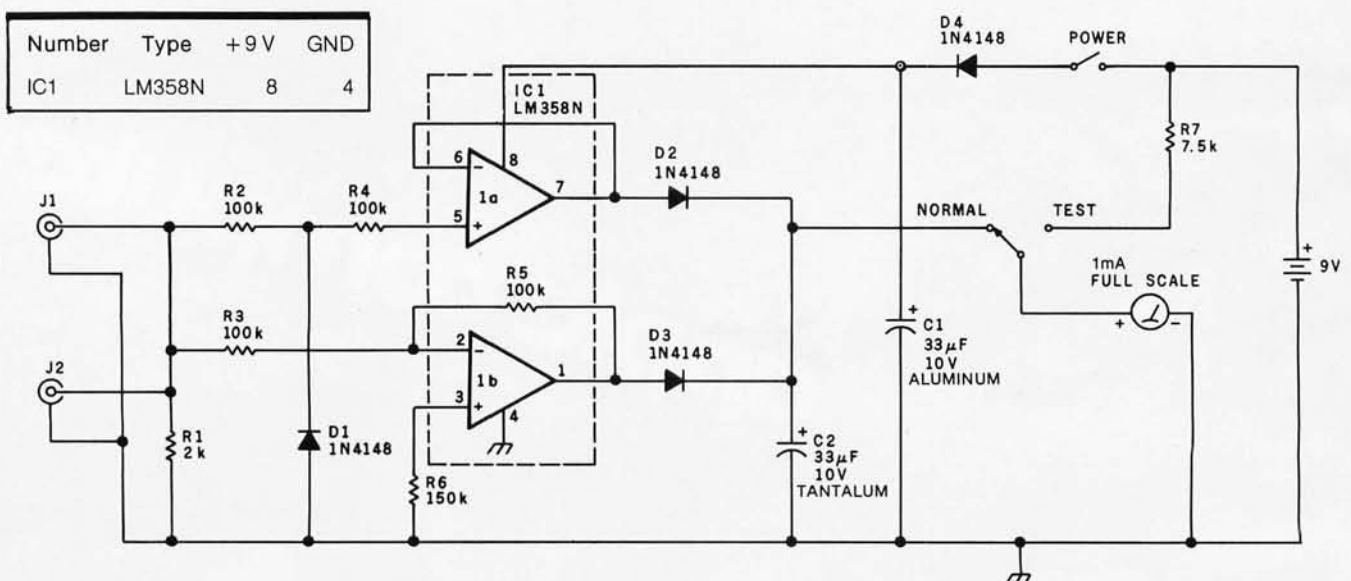 Number Type +9 V GND
IC1 LM358N 8 4
D4
1N4148
POWER
IC1
LM358N
R7
7.5k
6
-
8
D2
1N4148
J1
R2
100k
R4
100k
1a
7
5
+
NORMAL
TEST
R5
100k
1mA
FULL SCALE
+
-
+
9V
R3
100k
2
-
D3
1N4148
+
C1
33µF
10V
ALUMINUM
J2
1b
1
3
+
4
R1
2k
D1
1N4148
+
C2
33µF
10V
TANTALUM
R6
150k